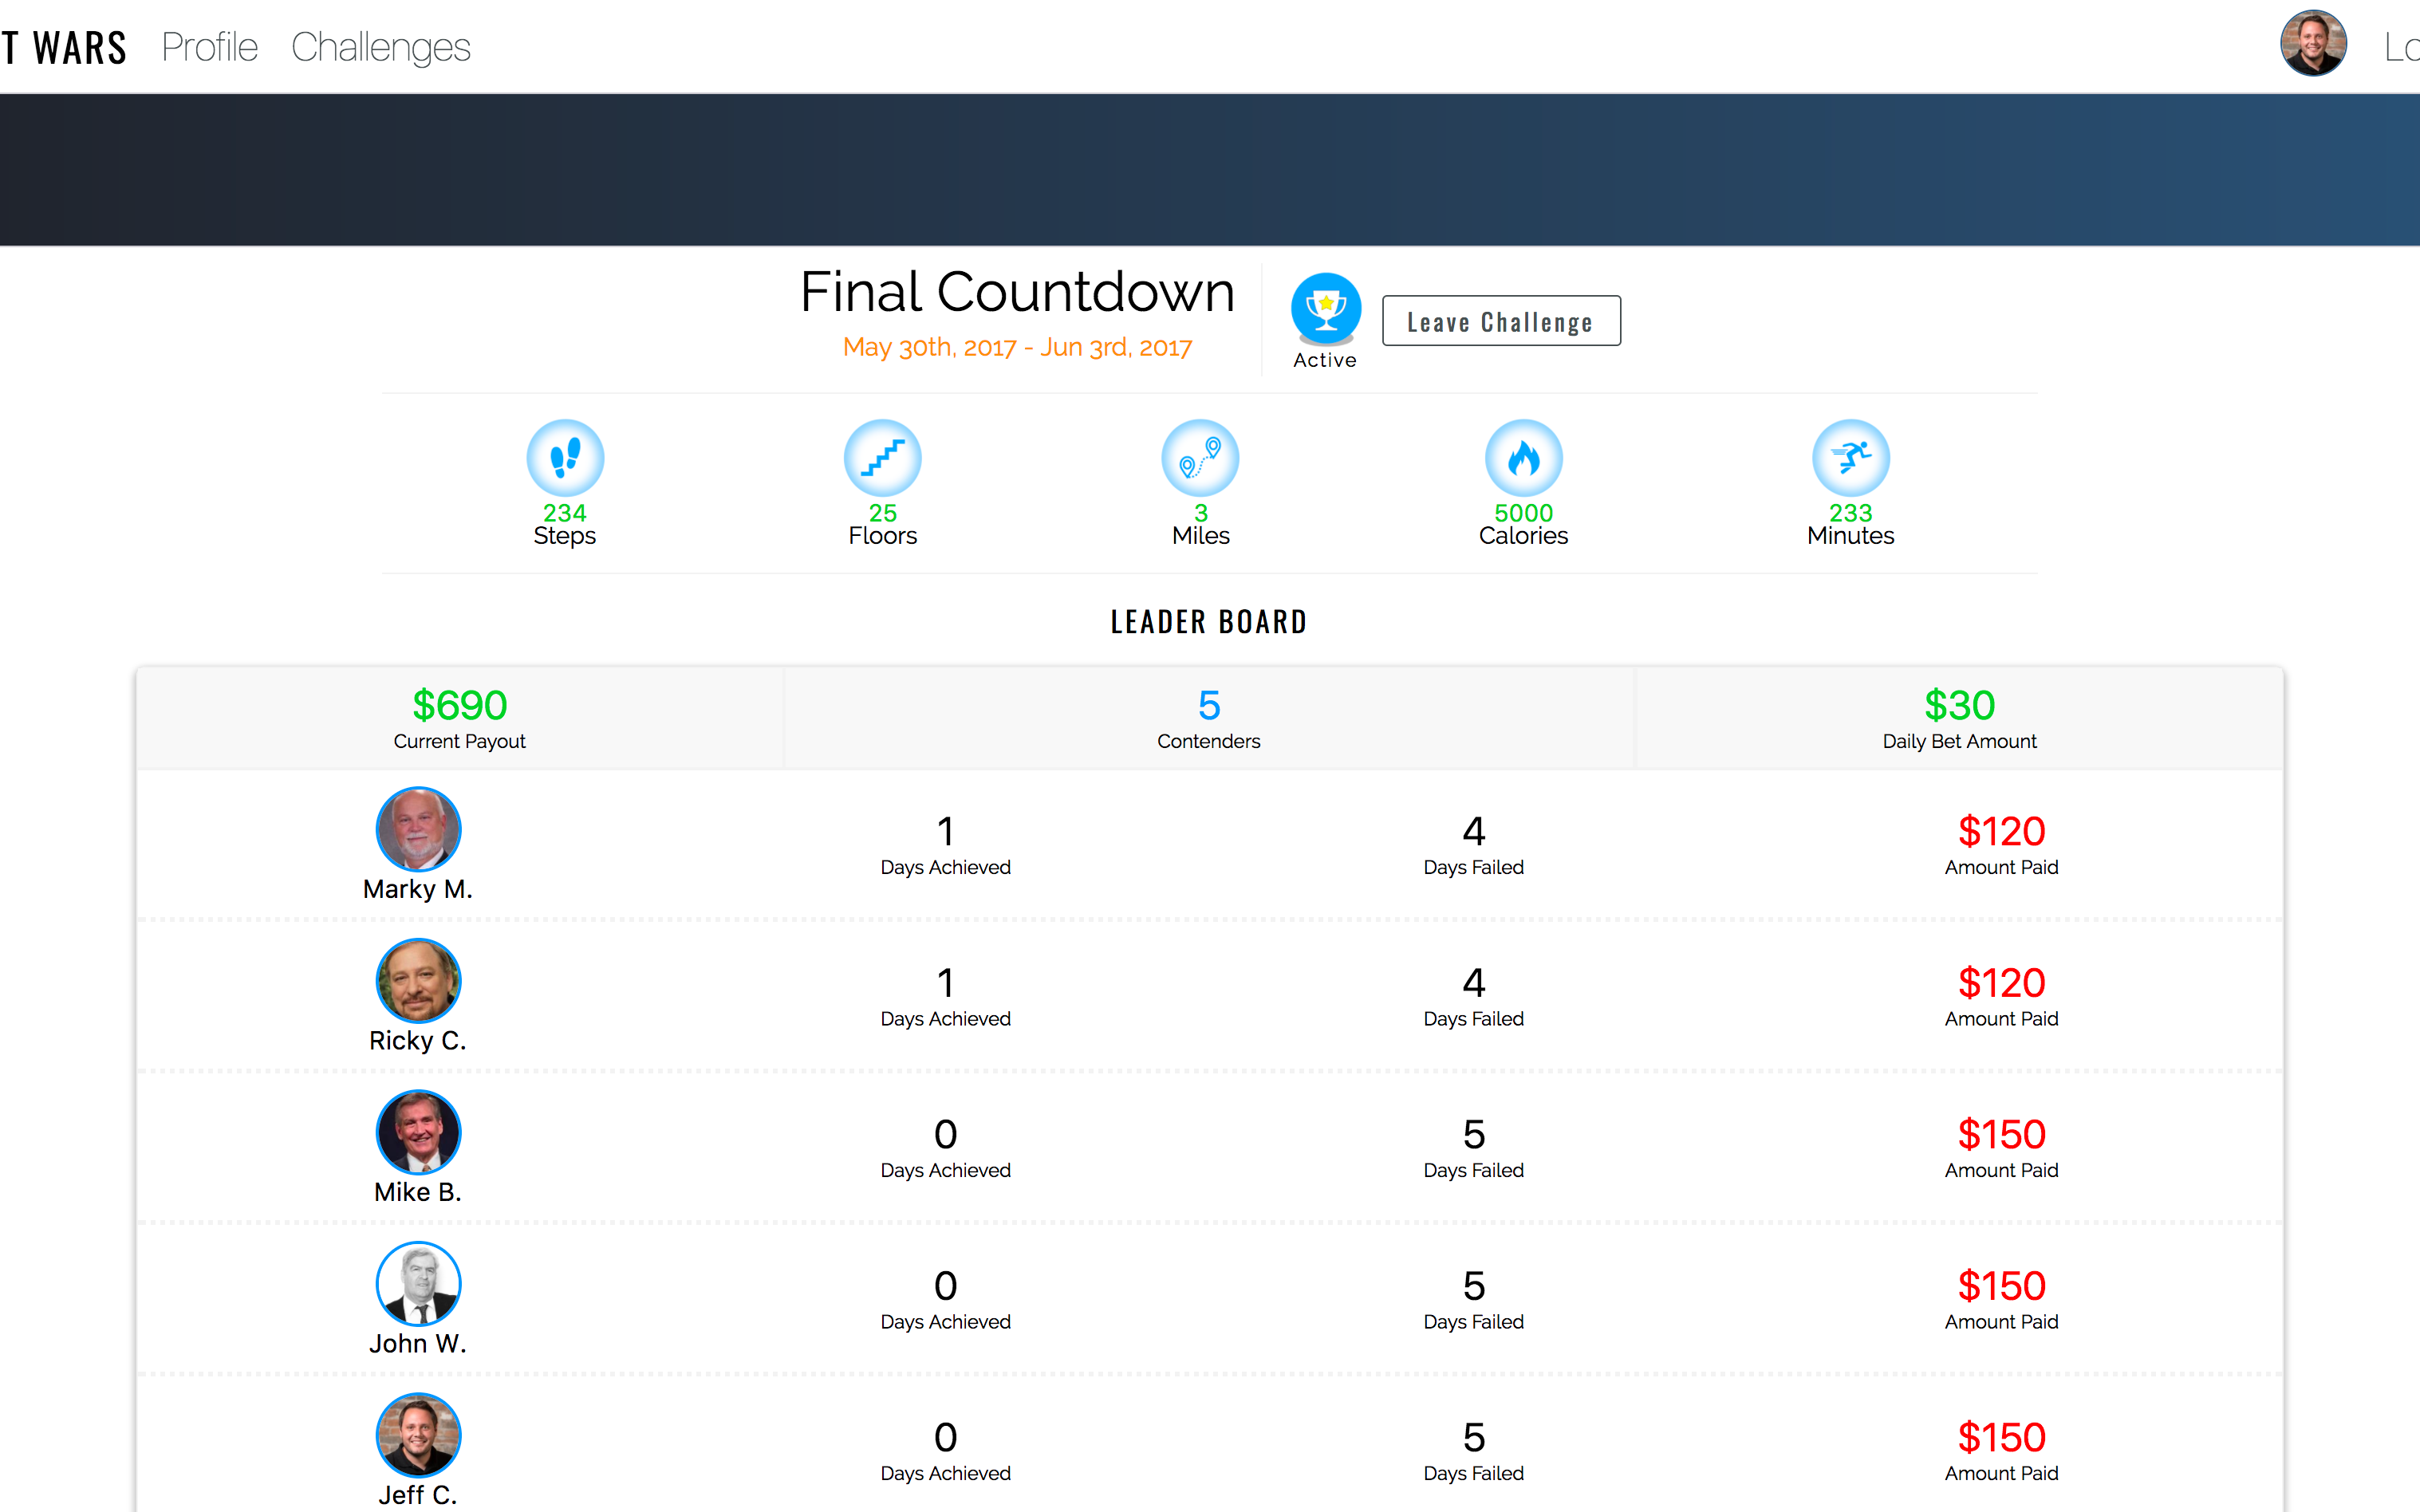 T WARS Profile Challenges Lo
Final Countdown
May 30th, 2017 - Jun 3rd, 2017
Active
Leave Challenge
234 25 3 5000 233
Steps Floors Miles Calories Minutes
LEADER BOARD
$690 5 $30
Current Payout Contenders Daily Bet Amount
1 4 $120
Days Achieved Days Failed Amount Paid
Marky M.
1 4 $120
Days Achieved Days Failed Amount Paid
Ricky C.
0 5 $150
Days Achieved Days Failed Amount Paid
Mike B.
0 5 $150
Days Achieved Days Failed Amount Paid
John W.
0 5 $150
Days Achieved Days Failed Amount Paid
Jeff C.